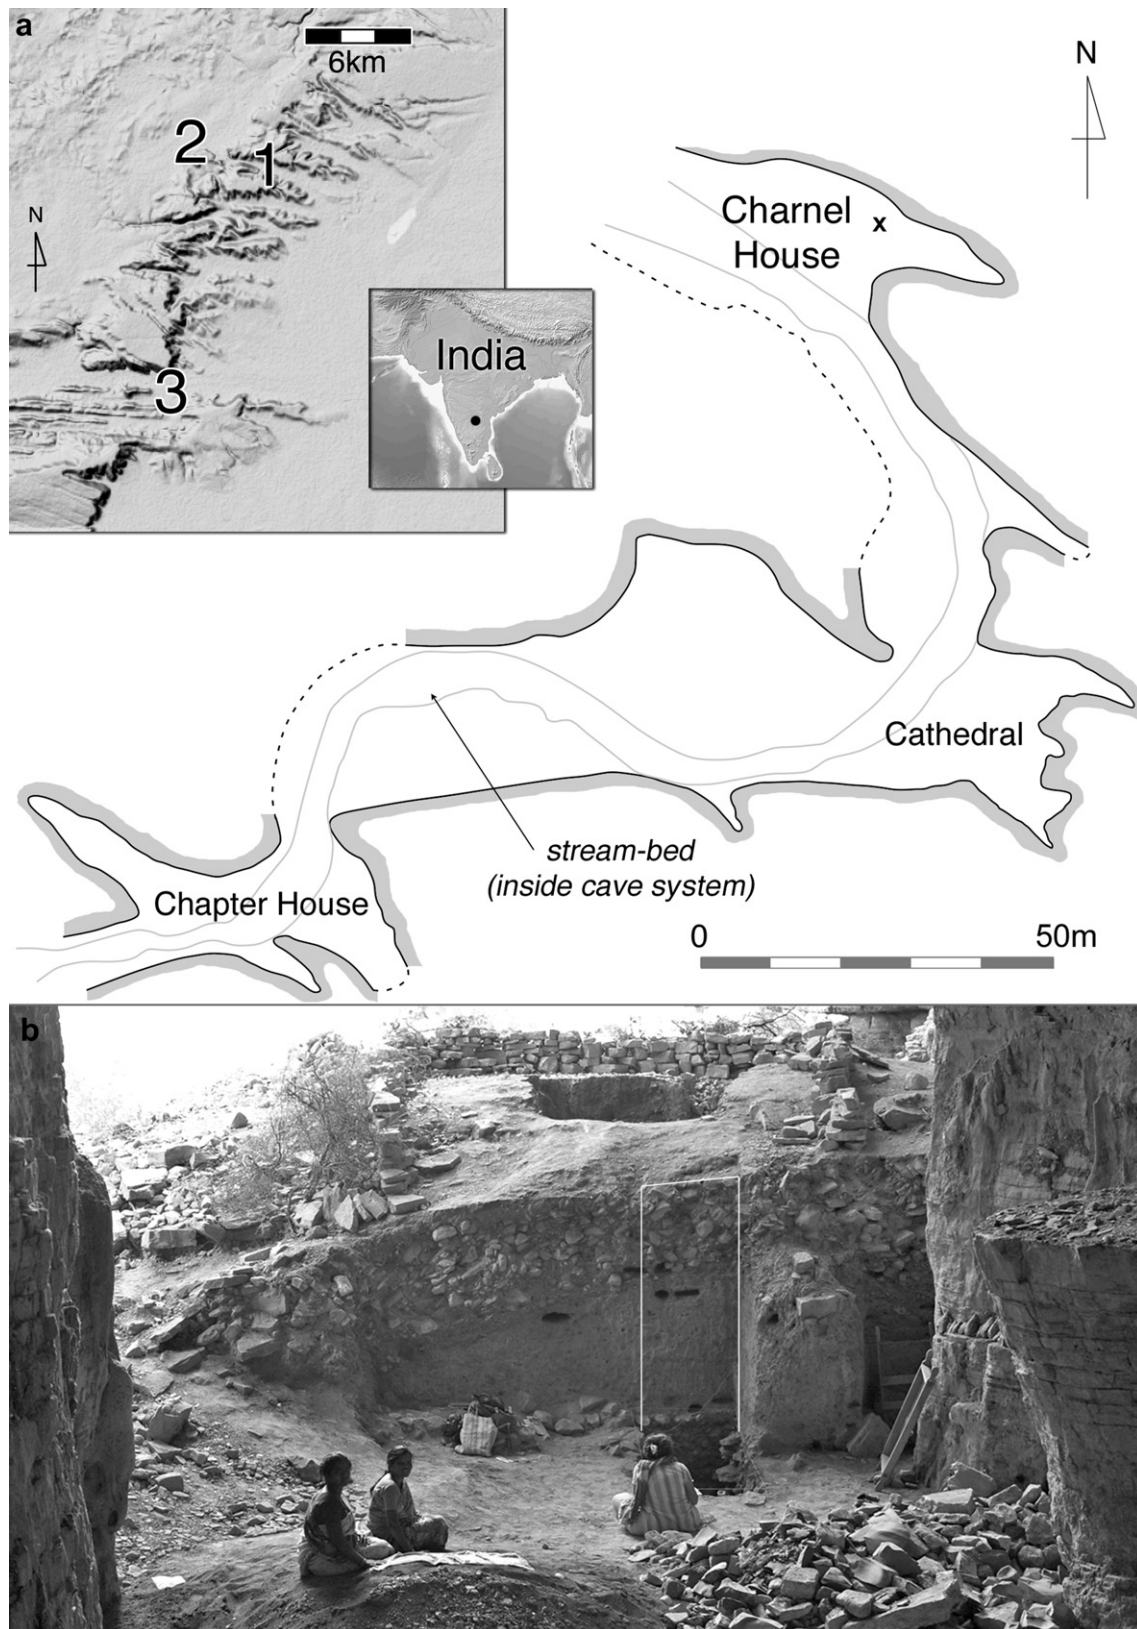 a
6km
2
1
N
3
India
N
Charnel x
House
Cathedral
stream-bed
(inside cave system)
Chapter House
0 50m
b